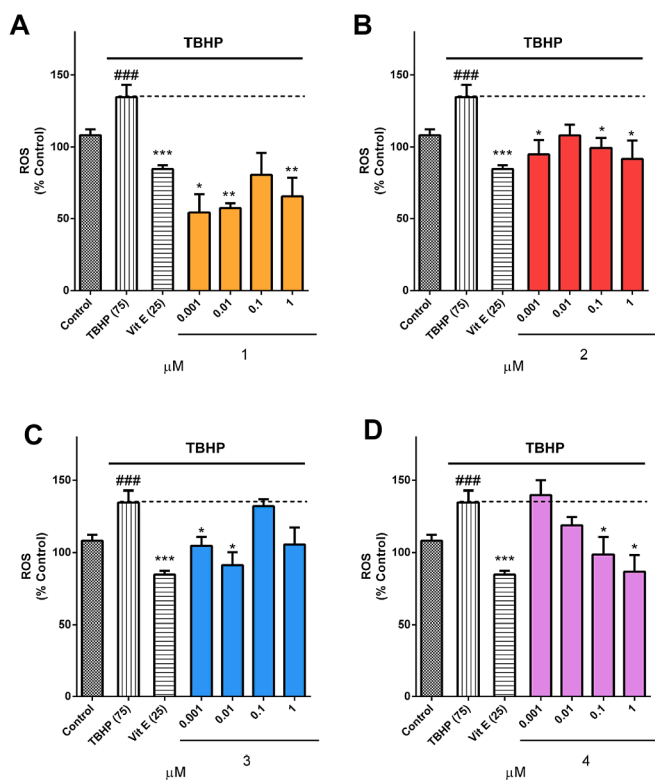 A
TBHP
ROS
(% Control)
150
100
50
0
###
***
*
**
**
Control
TBHP (75)
Vit E (25)
0.001
0.01
0.1
1
μM
1
B
TBHP
ROS
(% Control)
150
100
50
0
###
***
*
*
*
Control
TBHP (75)
Vit E (25)
0.001
0.01
0.1
1
μM
2
C
TBHP
ROS
(% Control)
150
100
50
0
###
***
*
*
Control
TBHP (75)
Vit E (25)
0.001
0.01
0.1
1
μM
3
D
TBHP
ROS
(% Control)
150
100
50
0
###
***
*
*
Control
TBHP (75)
Vit E (25)
0.001
0.01
0.1
1
μM
4